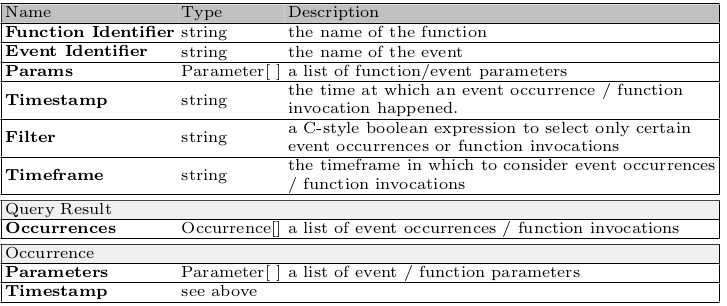 Name Type Description
Function Identifier string the name of the function
Event Identifier string the name of the event
Params Parameter[ ] a list of function/event parameters
Timestamp string the time at which an event occurrence / function
invocation happened.
Filter string a C-style boolean expression to select only certain
event occurrences or function invocations
Timeframe string the timeframe in which to consider event occurrences
/ function invocations
Query Result
Occurrences Occurrence[] a list of event occurrences / function invocations
Occurrence
Parameters Parameter[ ] a list of event / function parameters
Timestamp see above